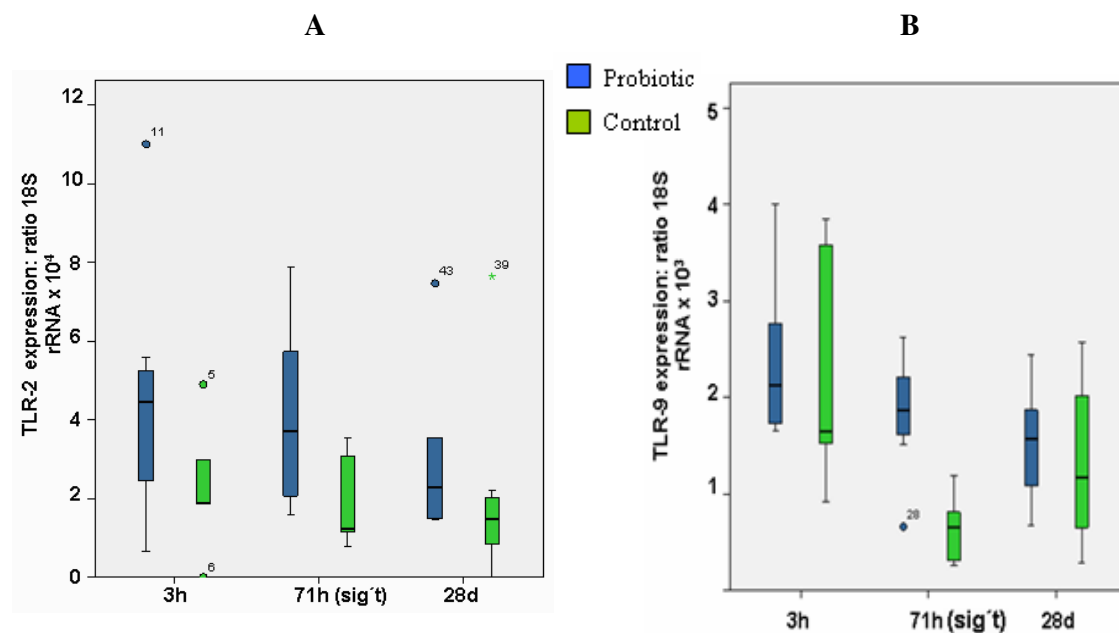 A
B
Probiotic
Control
TLR-2 expression: ratio 18S
rRNA x 10⁴
12
10
8
6
4
2
0
11
5
6
43
39
3h
71h (sig´t)
28d
TLR-9 expression: ratio 18S
rRNA x 10³
5
4
3
2
1
28
3h
71h (sig´t)
28d